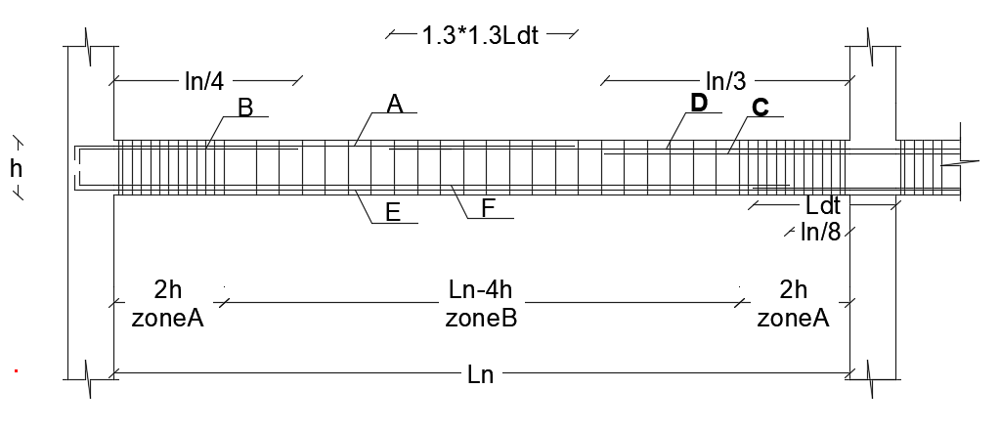 1.3*1.3Ldt
ln/4
ln/3
B
A
D
C
h
E
F
Ldt
ln/8
2h
zoneA
Ln-4h
zoneB
2h
zoneA
Ln